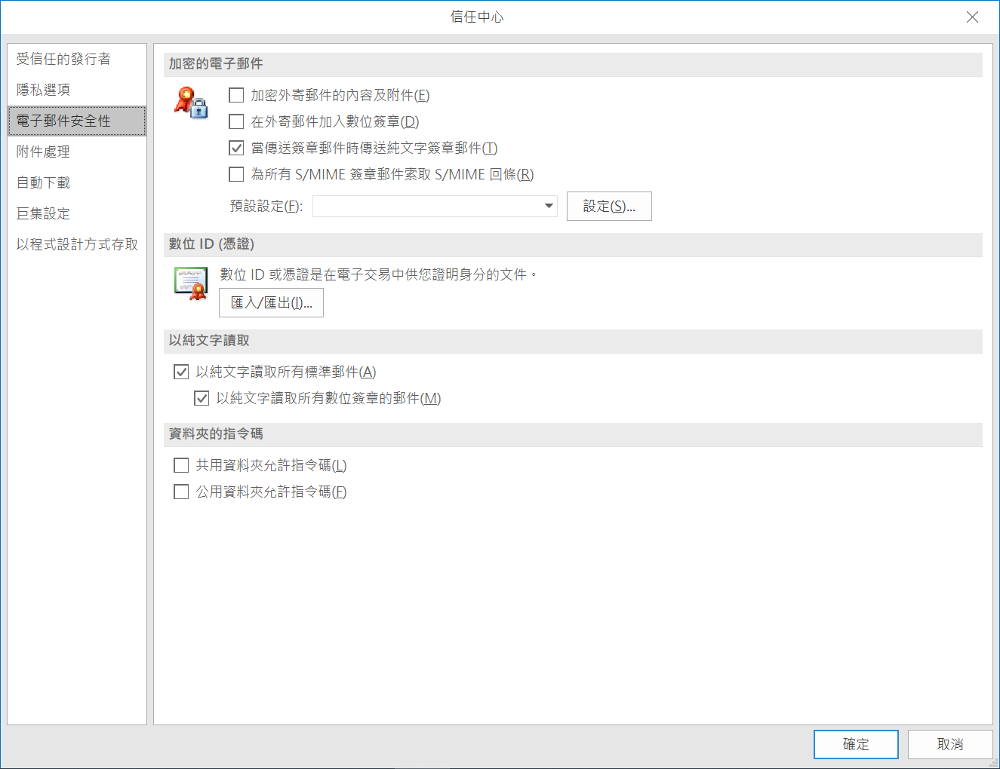 信任中心
受信任的發行者
隱私選項
電子郵件安全性
附件處理
自動下載
巨集設定
以程式設計方式存取
加密的電子郵件
加密外寄郵件的內容及附件(E)
在外寄郵件加入數位簽章(D)
當傳送簽章郵件時傳送純文字簽章郵件(T)
為所有 S/MIME 簽章郵件索取 S/MIME 回條(R)
預設設定(F):
設定(S)...
數位 ID (憑證)
數位 ID 或憑證是在電子交易中供您證明身分的文件。
匯入/匯出(I)...
以純文字讀取
以純文字讀取所有標準郵件(A)
以純文字讀取所有數位簽章的郵件(M)
資料夾的指令碼
共用資料夾允許指令碼(L)
公用資料夾允許指令碼(F)
確定
取消